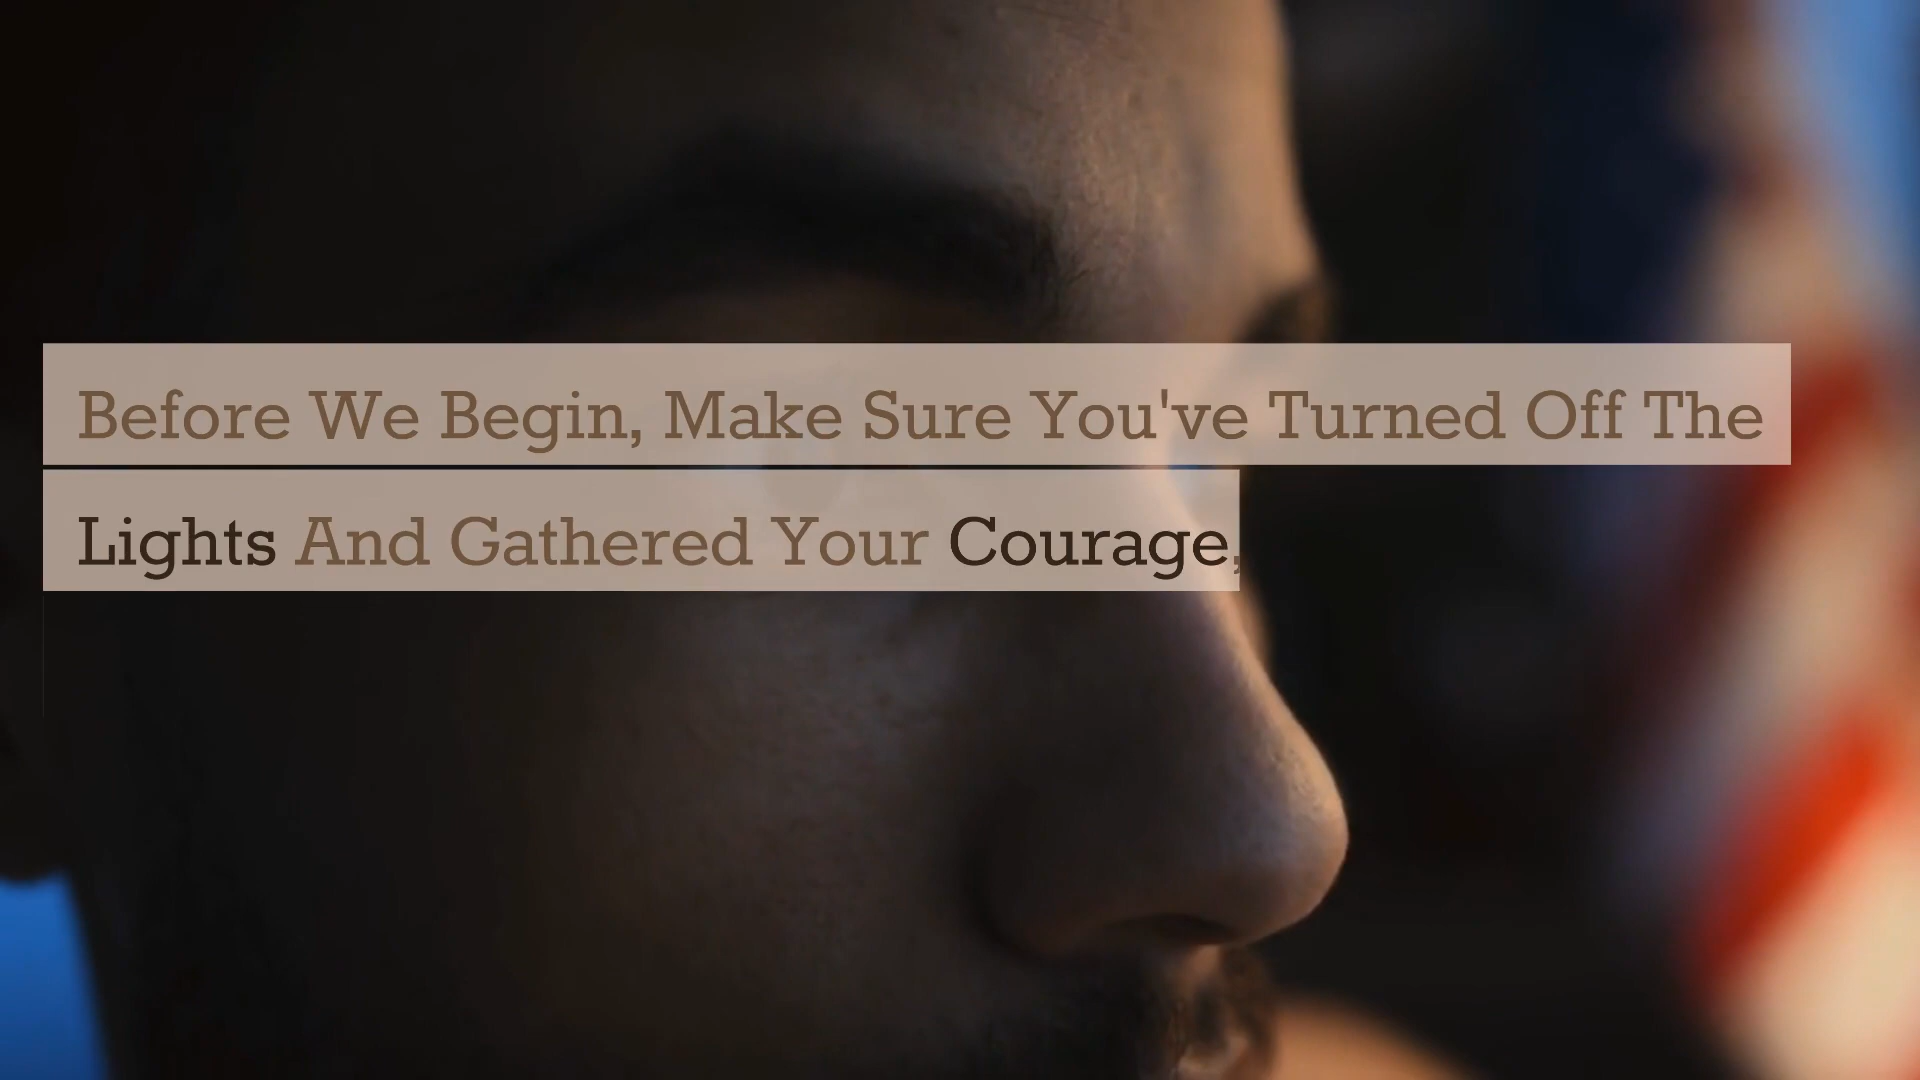 Before We Begin, Make Sure You've Turned Off The
Lights And Gathered Your Courage,